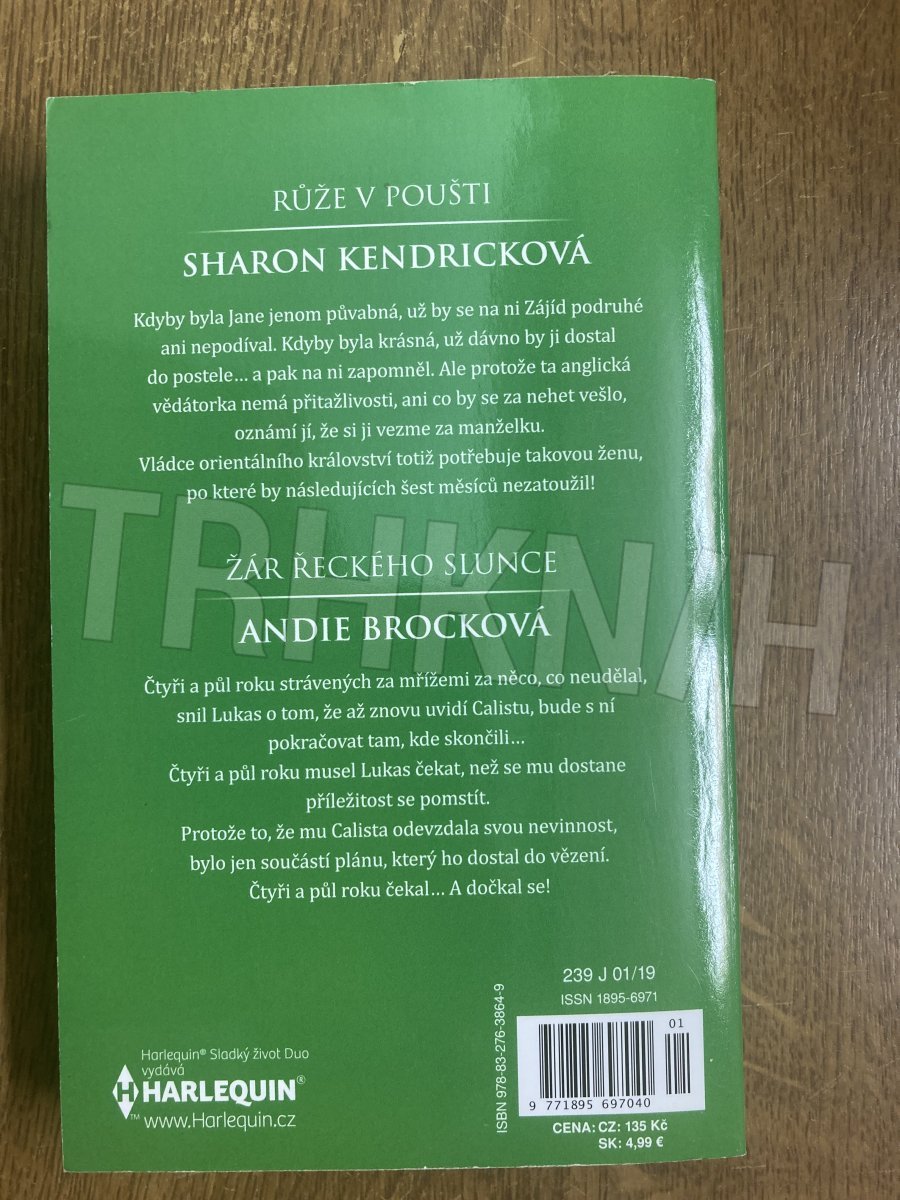 RŮŽE V POUŠTI
SHARON KENDRICKOVÁ
Kdyby byla Jane jenom půvabná, už by se na ni Zájíd podruhé
ani nepodíval. Kdyby byla krásná, už dávno by ji dostal
do postele… a pak na ni zapomněl. Ale protože ta anglická
vědátorka nemá přitažlivosti, ani co by se za nehet vešlo,
oznámí jí, že si ji vezme za manželku.
Vládce orientálního království totiž potřebuje takovou ženu,
po které by následujících šest měsíců nezatoužil!
TRHKNIH
ŽÁR ŘECKÉHO SLUNCE
ANDIE BROCKOVÁ
Čtyři a půl roku strávených za mřížemi za něco, co neudělal,
snil Lukas o tom, že až znovu uvidí Calistu, bude s ní
pokračovat tam, kde skončili…
Čtyři a půl roku musel Lukas čekat, než se mu dostane
příležitost se pomstít.
Protože to, že mu Calista odevzdala svou nevinnost,
bylo jen součástí plánu, který ho dostal do vězení.
Čtyři a půl roku čekal… A dočkal se!
239 J 01/19
ISSN 1895-6971
ISBN 978-83-276-3864-9
01
9 771895 697040
CENA: CZ: 135 Kč
SK: 4,99 €
Harlequin® Sladký život Duo
vydává
H HARLEQUIN®
™ www.Harlequin.cz